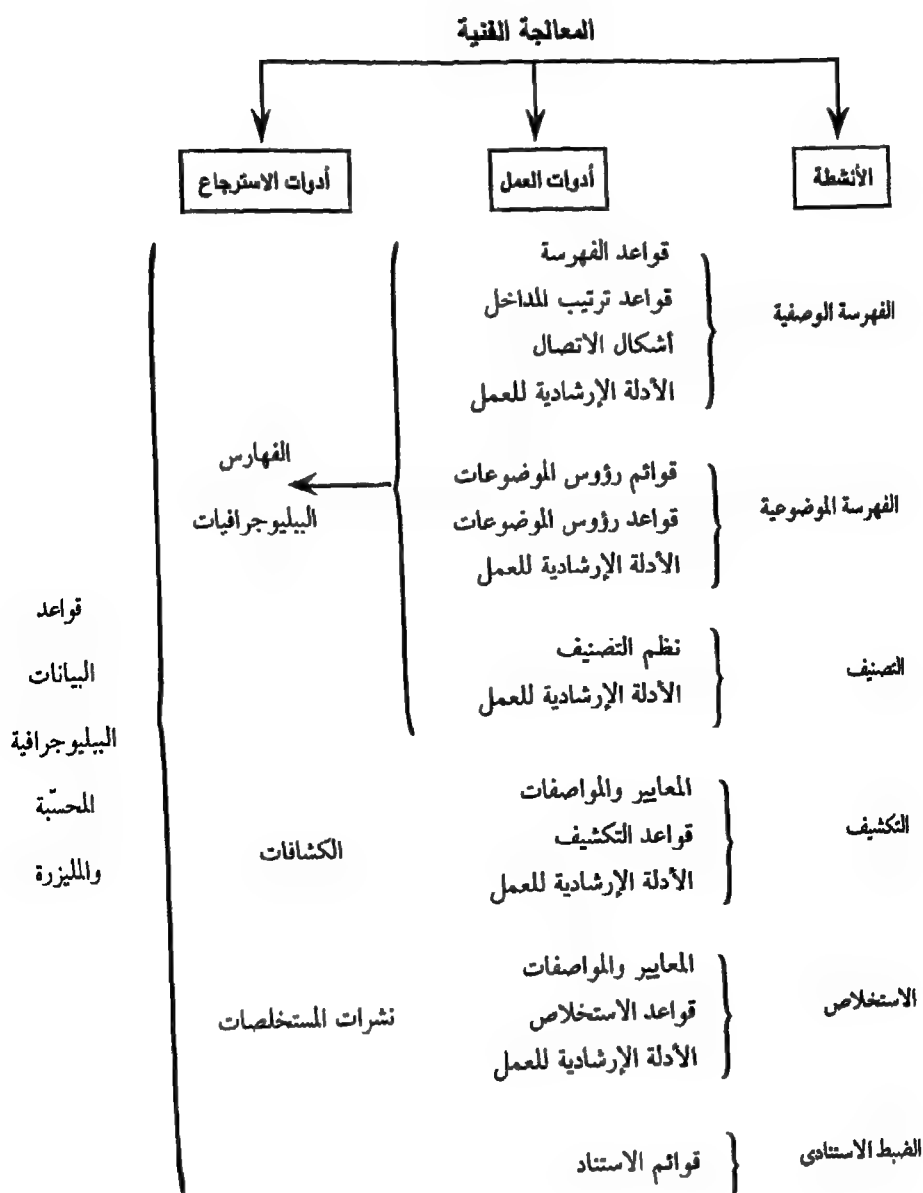 المعالجة الفنية
الأنشطة
أدوات العمل
أدوات الاسترجاع
الفهرسة الوصفية
قواعد الفهرسة
قواعد ترتيب المداخل
أشكال الاتصال
الأدلة الإرشادية للعمل
الفهرسة الموضوعية
قوائم رؤوس الموضوعات
قواعد رؤوس الموضوعات
الأدلة الإرشادية للعمل
التصنيف
نظم التصنيف
الأدلة الإرشادية للعمل
الفهارس
الببليوجرافيات
التكشيف
المعايير والمواصفات
قواعد التكشيف
الأدلة الإرشادية للعمل
الكشافات
الاستخلاص
المعايير والمواصفات
قواعد الاستخلاص
الأدلة الإرشادية للعمل
نشرات المستخلصات
الضبط الاستنادى
قوائم الاستناد
قواعد
البيانات
الببليوجرافية
المحسّبة
والمليزرة